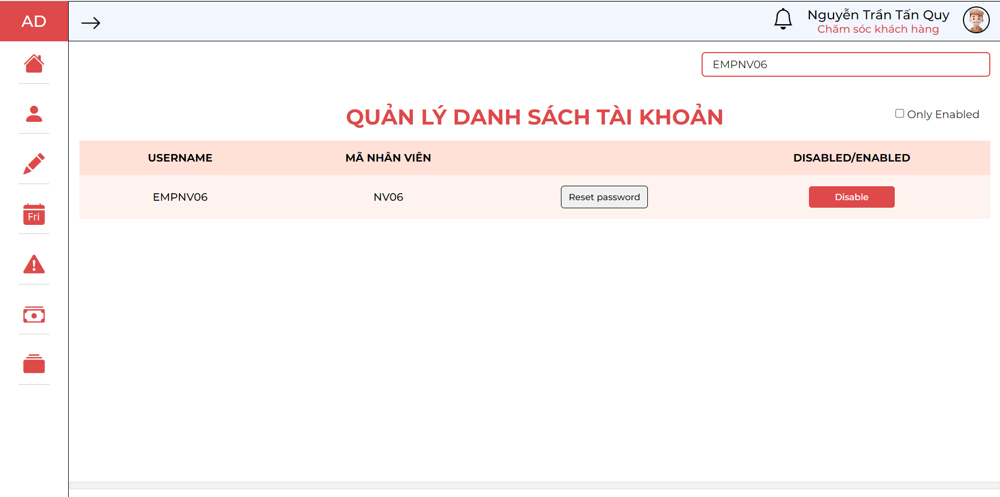 AD
Nguyễn Trần Tấn Quy
Chăm sóc khách hàng
EMPNV06
QUẢN LÝ DANH SÁCH TÀI KHOẢN
Only Enabled
USERNAME MÃ NHÂN VIÊN DISABLED/ENABLED
EMPNV06 NV06 Reset password Disable
Fri